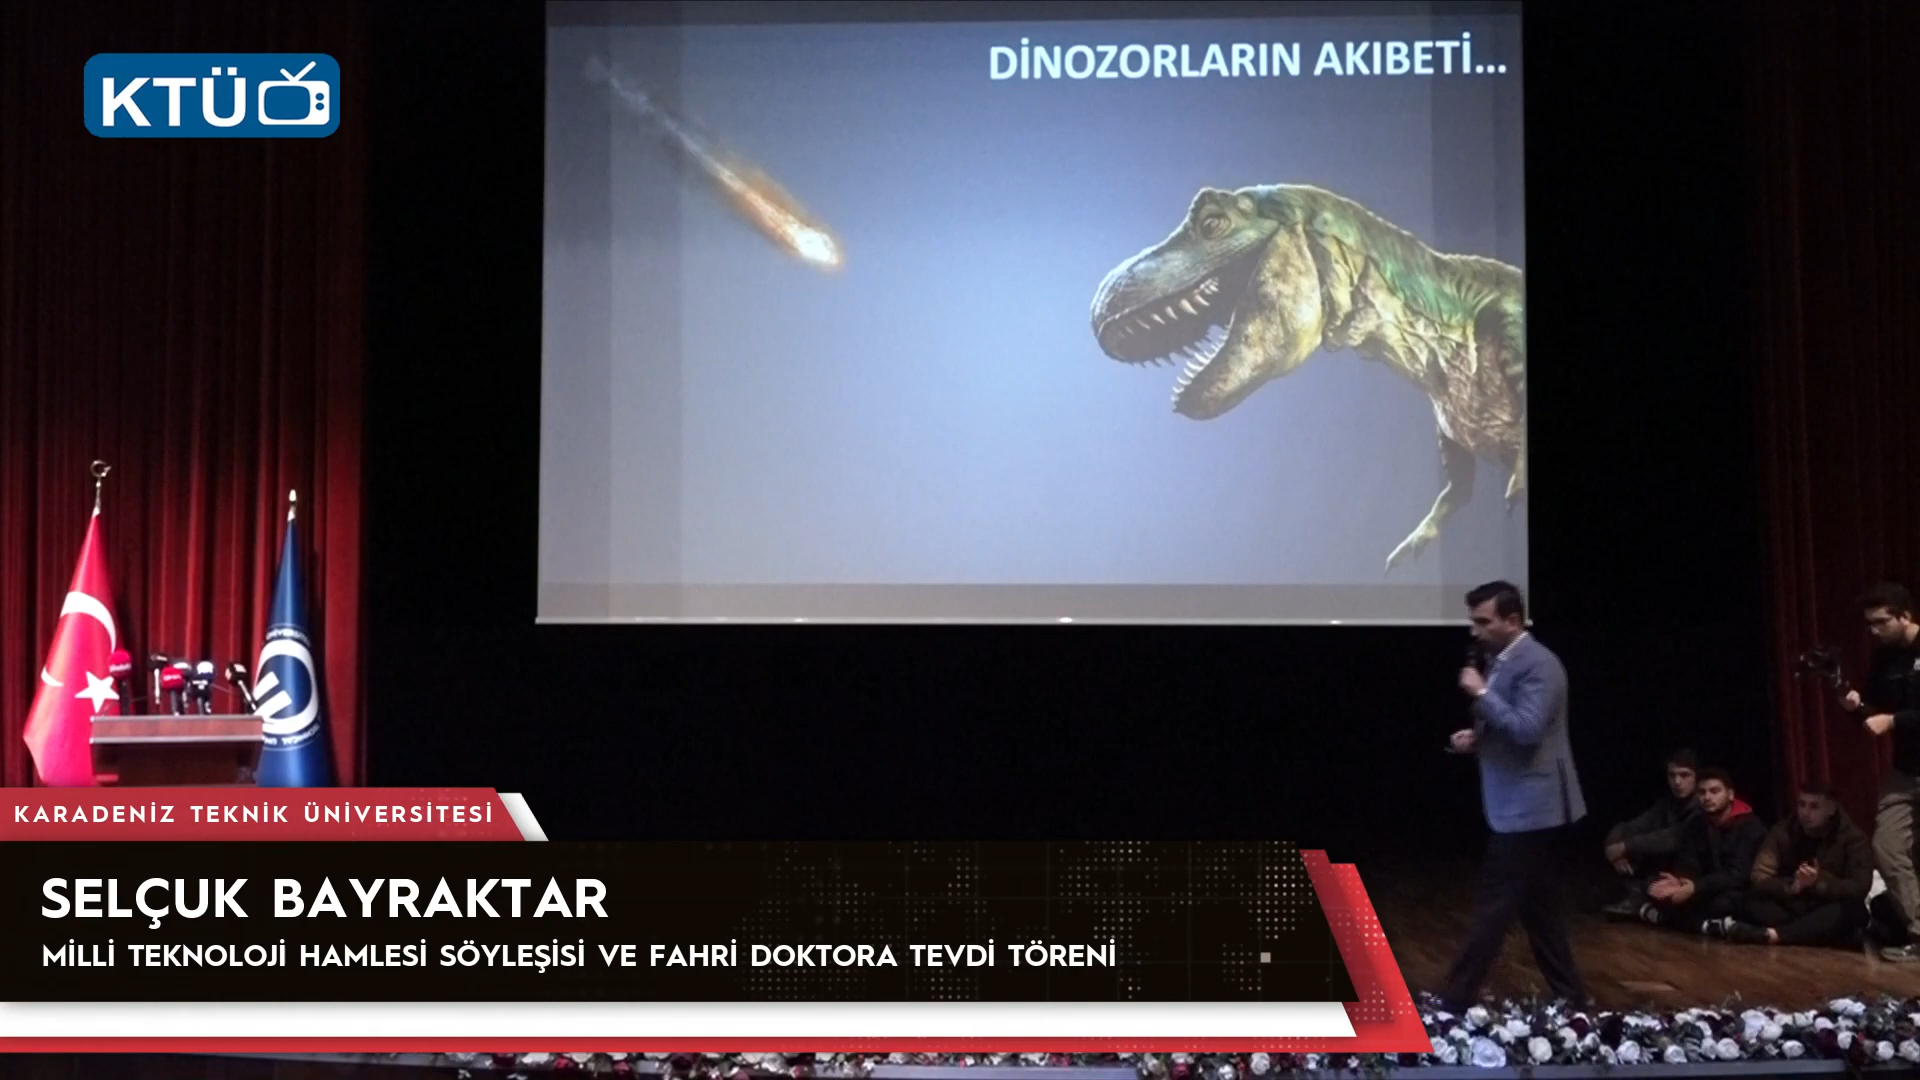 DİNOZORLARIN AKIBETİ...
KTÜ
KARADENİZ TEKNİK ÜNİVERSİTESİ
SELÇUK BAYRAKTAR
MİLLİ TEKNOLOJİ HAMLESİ SÖYLEŞİSİ VE FAHRİ DOKTORA TEVDİ TÖRENİ